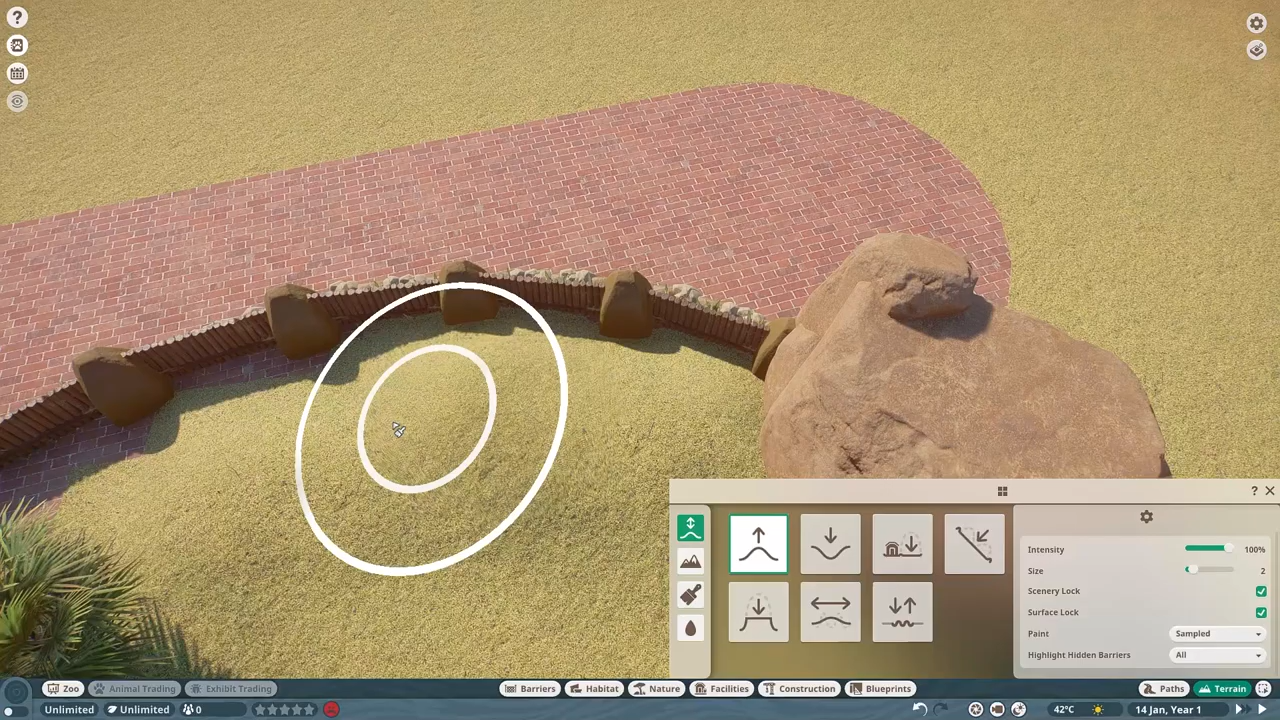 ?
? 
Intensity 100%
Size 2
Scenery Lock
Surface Lock
Paint Sampled
Highlight Hidden Barriers All
Zoo Animal Trading Exhibit Trading Barriers Habitat Nature Facilities Construction Blueprints Paths Terrain
Unlimited Unlimited 0 42°C 14 Jan, Year 1